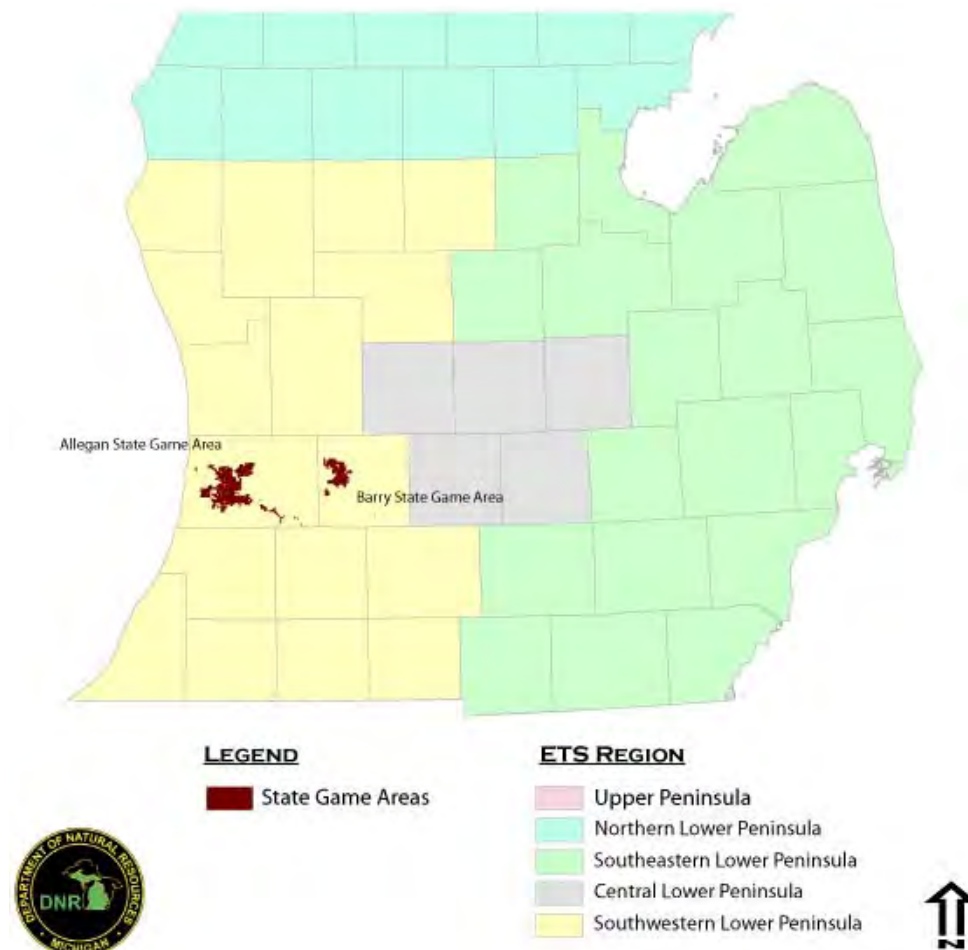 Allegan State Game Area
Barry State Game Area
LEGEND
State Game Areas
ETS REGION
Upper Peninsula
Northern Lower Peninsula
Southeastern Lower Peninsula
Central Lower Peninsula
Southwestern Lower Peninsula
DEPARTMENT OF NATURAL RESOURCES
DNR
MICHIGAN
N